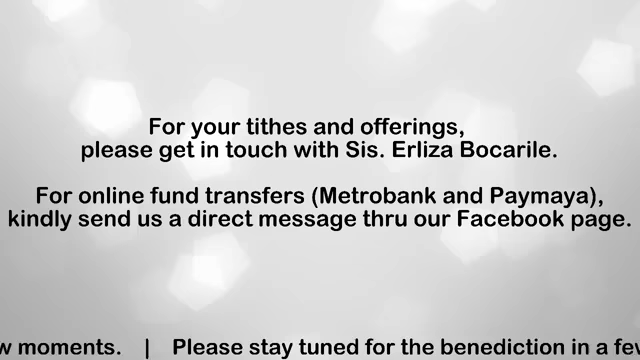 For your tithes and offerings,
please get in touch with Sis. Erliza Bocarile.
For online fund transfers (Metrobank and Paymaya),
kindly send us a direct message thru our Facebook page.
w moments. | Please stay tuned for the benediction in a few